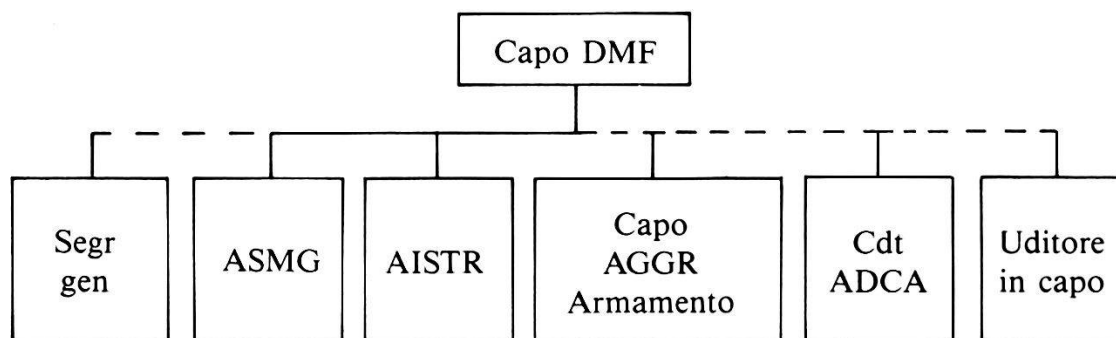 Capo DMF
Segr
gen
ASMG
AISTR
Capo
AGGR
Armamento
Cdt
ADCA
Uditore
in capo